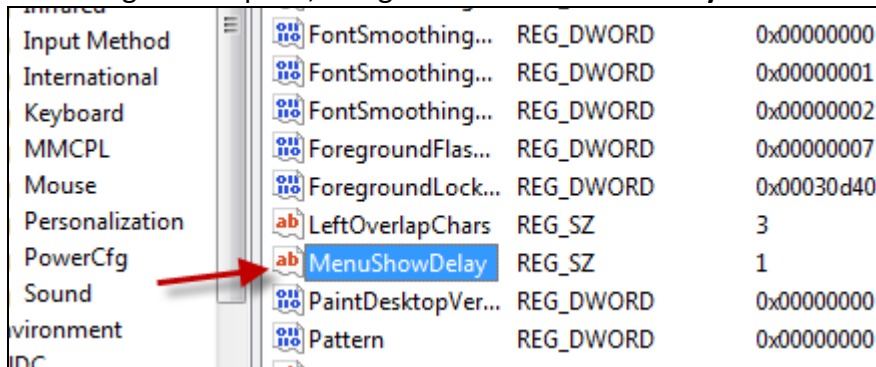 Input Method
International
Keyboard
MMCPL
Mouse
Personalization
PowerCfg
Sound
vironment
FontSmoothing... REG_DWORD 0x00000000
FontSmoothing... REG_DWORD 0x00000001
FontSmoothing... REG_DWORD 0x00000002
ForegroundFlas... REG_DWORD 0x00000007
ForegroundLock... REG_DWORD 0x00030d40
LeftOverlapChars REG_SZ 3
MenuShowDelay REG_SZ 1
PaintDesktopVer... REG_DWORD 0x00000000
Pattern REG_DWORD 0x00000000